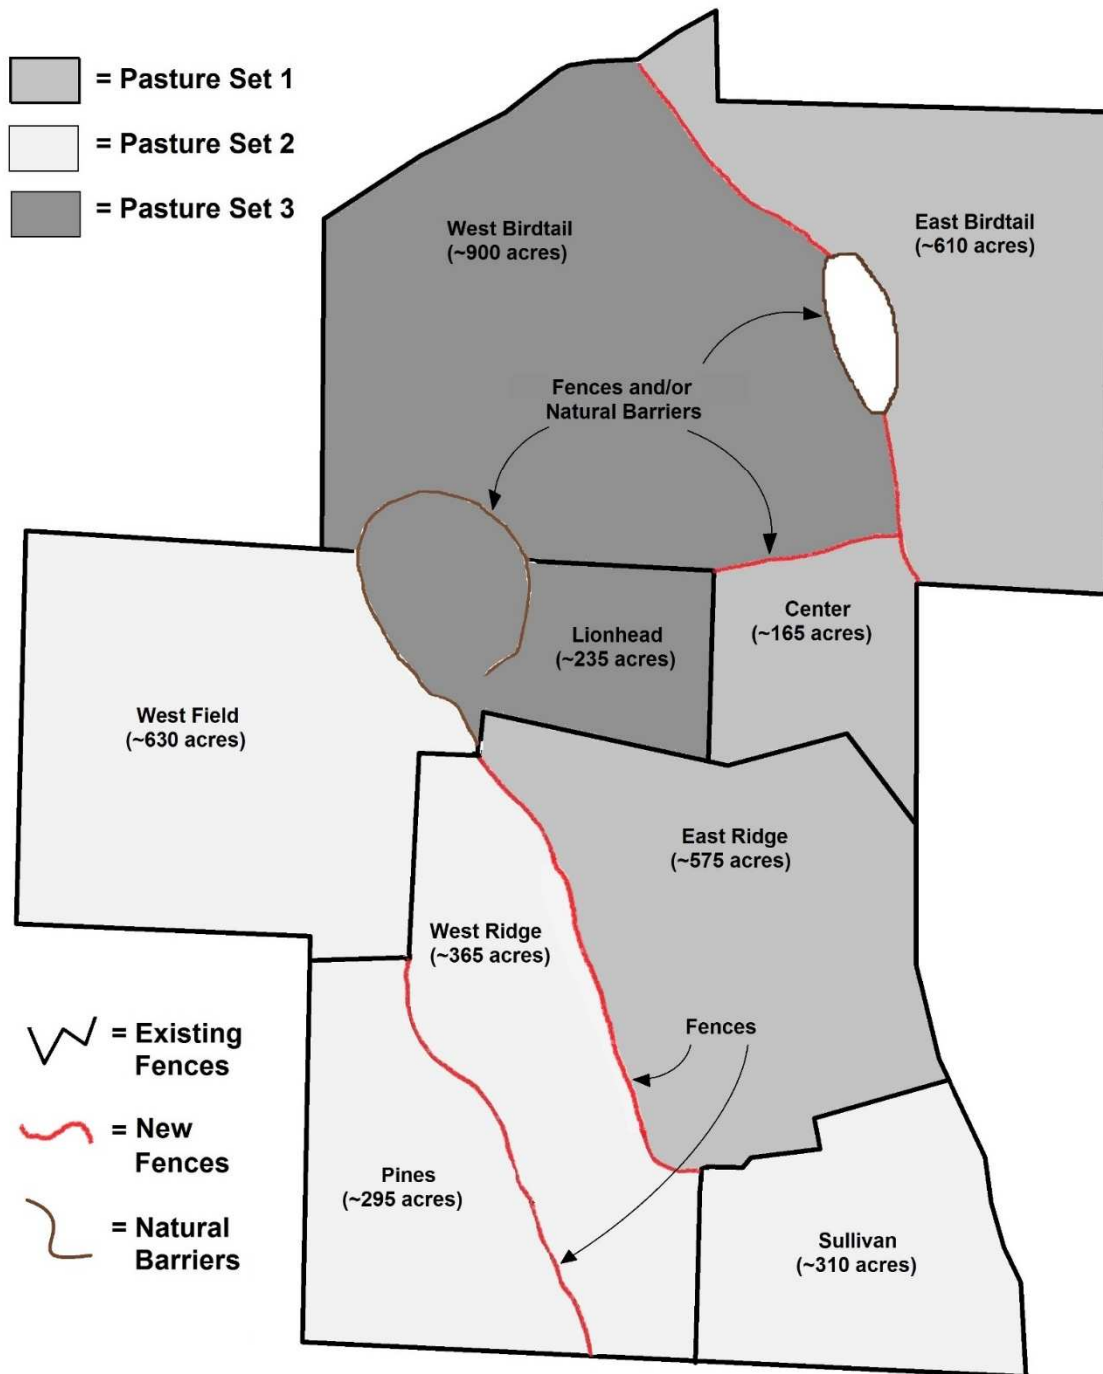 = Pasture Set 1
= Pasture Set 2
= Pasture Set 3
West Birdtail
(~900 acres)
East Birdtail
(~610 acres)
Fences and/or
Natural Barriers
Center
(~165 acres)
Lionhead
(~235 acres)
West Field
(~630 acres)
East Ridge
(~575 acres)
West Ridge
(~365 acres)
Fences
Pines
(~295 acres)
Sullivan
(~310 acres)
= Existing
Fences
= New
Fences
= Natural
Barriers